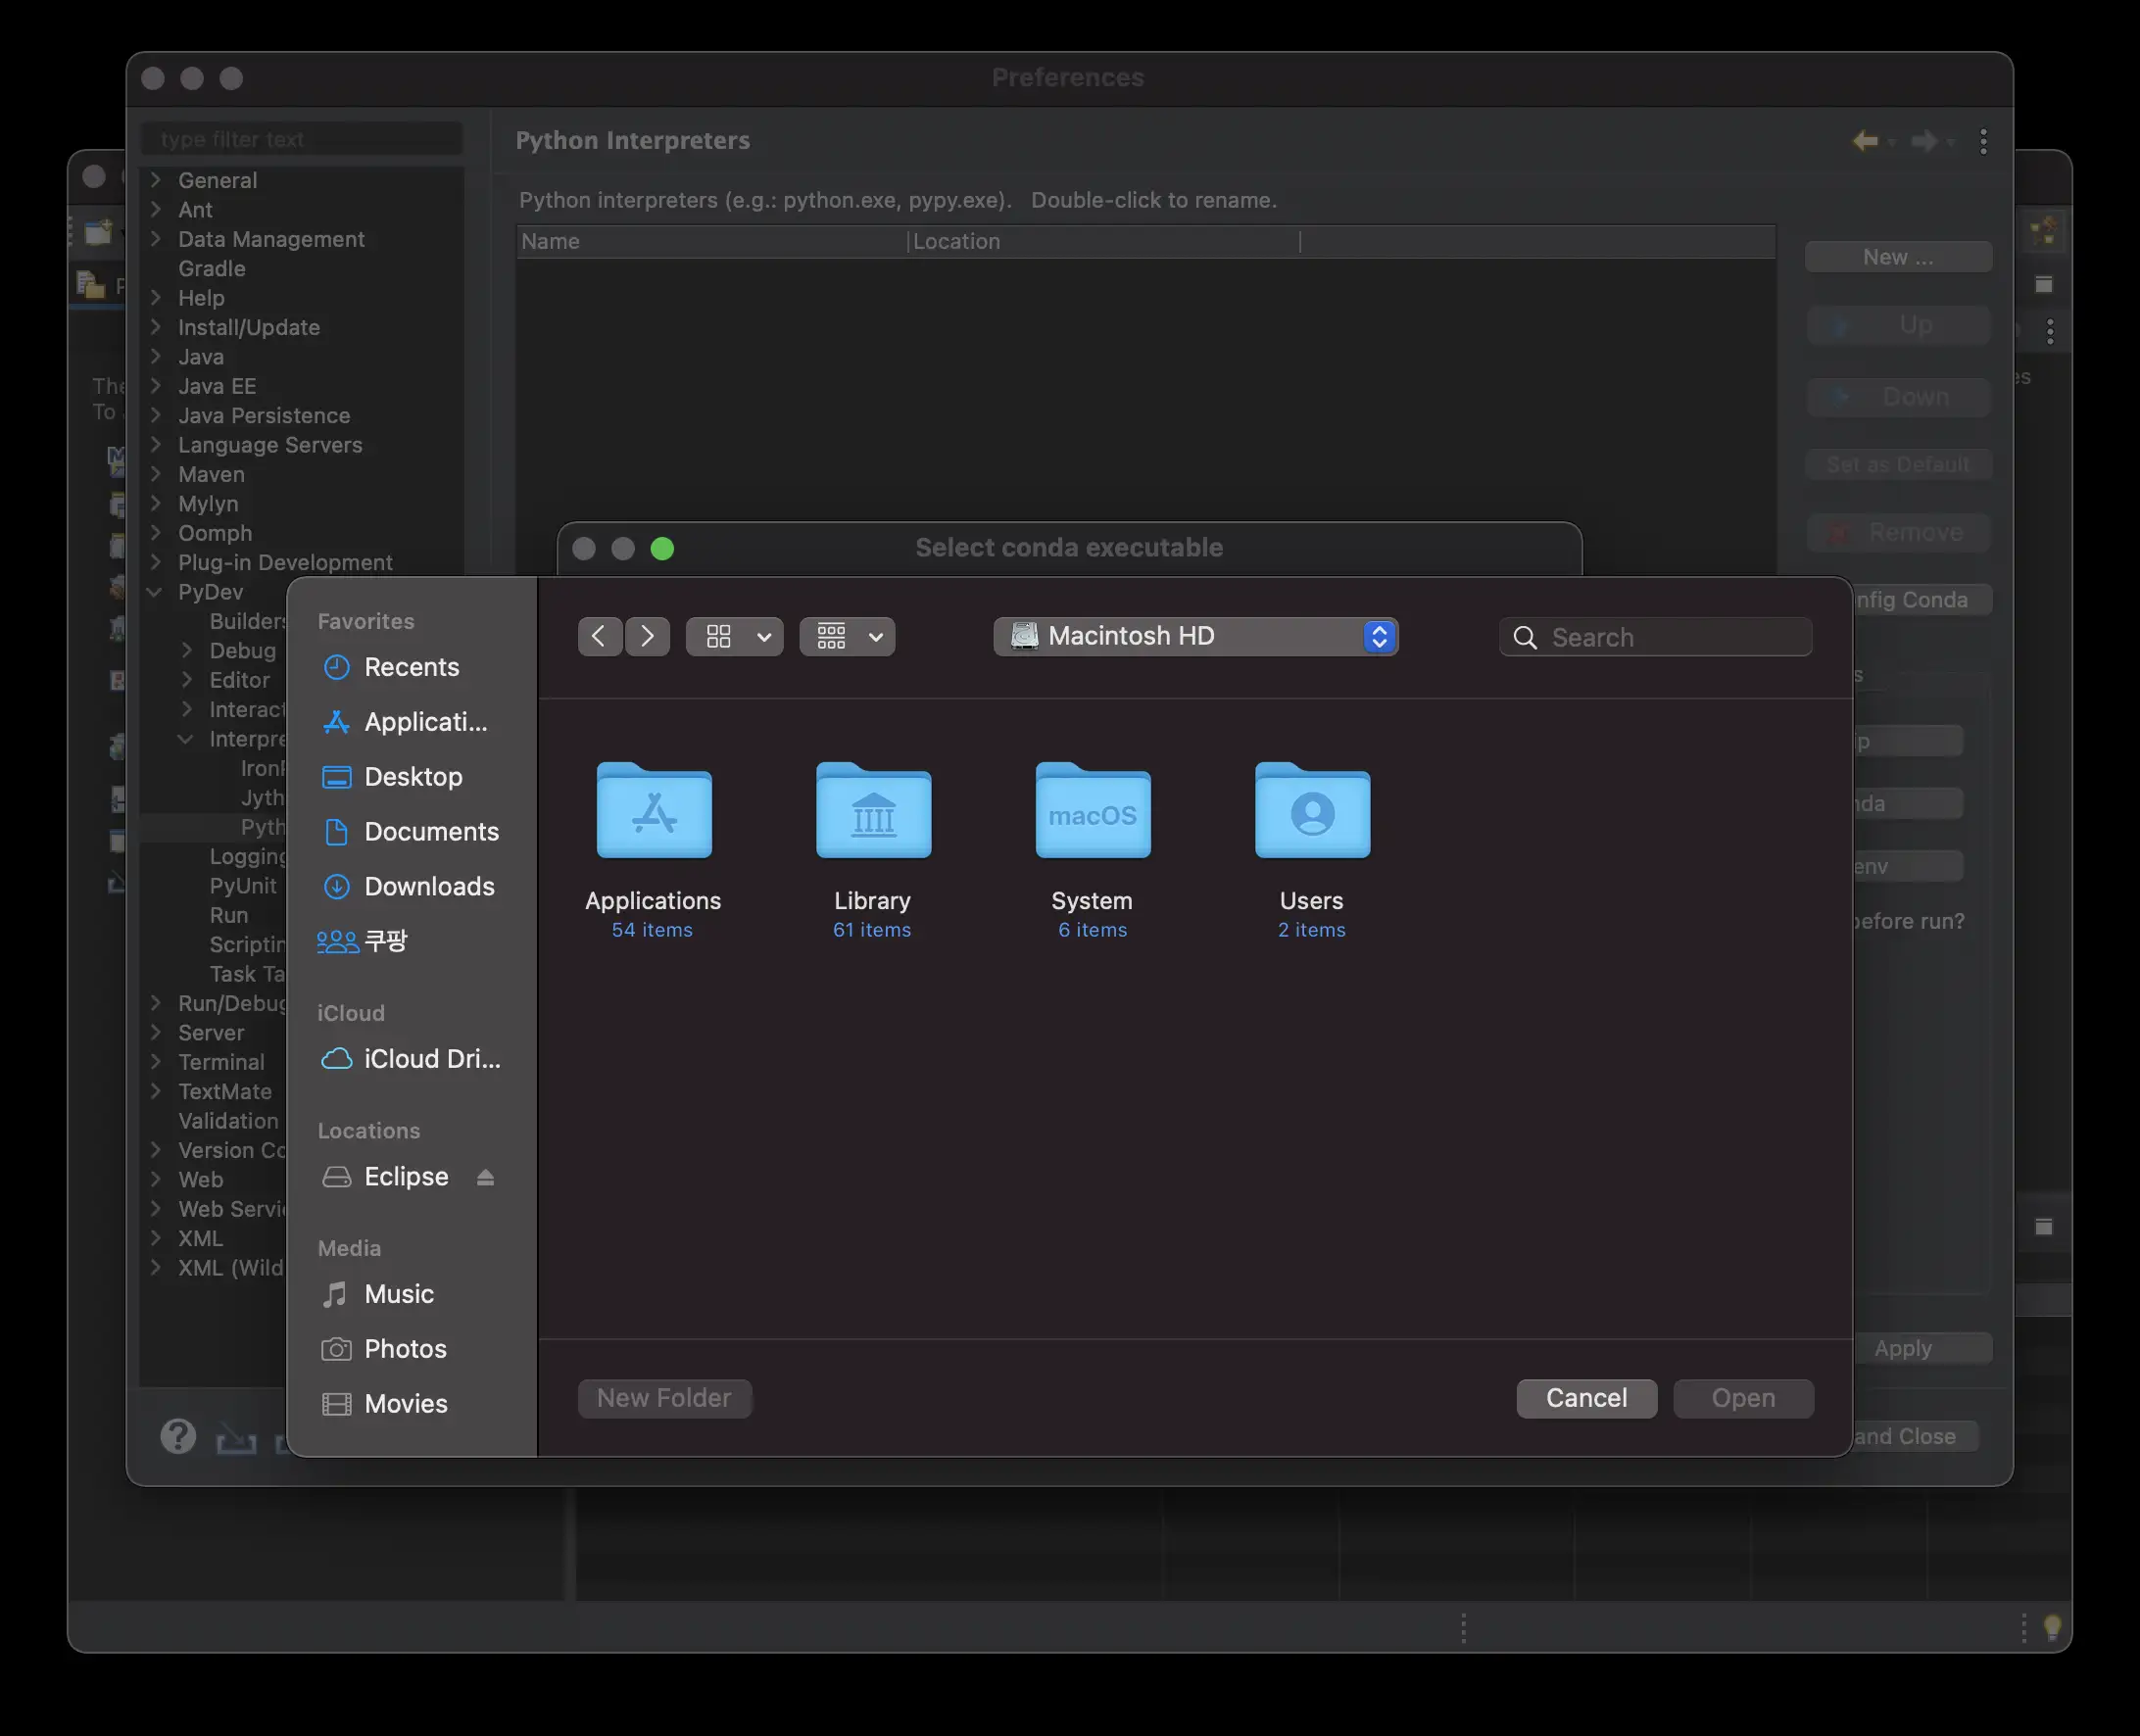 Preferences
type filter text
General
Ant
Data Management
Gradle
Help
Install/Update
Java
Java EE
Java Persistence
Language Servers
Maven
Mylyn
Oomph
Plug-in Development
PyDev
Builders
Debug
Editor
Interact
Interpre
Iron
Jyth
Pyth
Logging
PyUnit
Run
Scriptin
Task Ta
Run/Debug
Server
Terminal
TextMate
Validation
Version Co
Web
Web Servi
XML
XML (Wild
Python Interpreters
Python interpreters (e.g.: python.exe, pypy.exe). Double-click to rename.
Name Location
New ...
Up
Down
Set as Default
Remove
nfig Conda
s
ip
nda
env
before run?
Apply
and Close
The
To
es
Select conda executable
Favorites
Recents
Applicati...
Desktop
Documents
Downloads
쿠팡
iCloud
iCloud Dri...
Locations
Eclipse
Media
Music
Photos
Movies
Macintosh HD
Search
macOS
Applications
54 items
Library
61 items
System
6 items
Users
2 items
New Folder
Cancel
Open